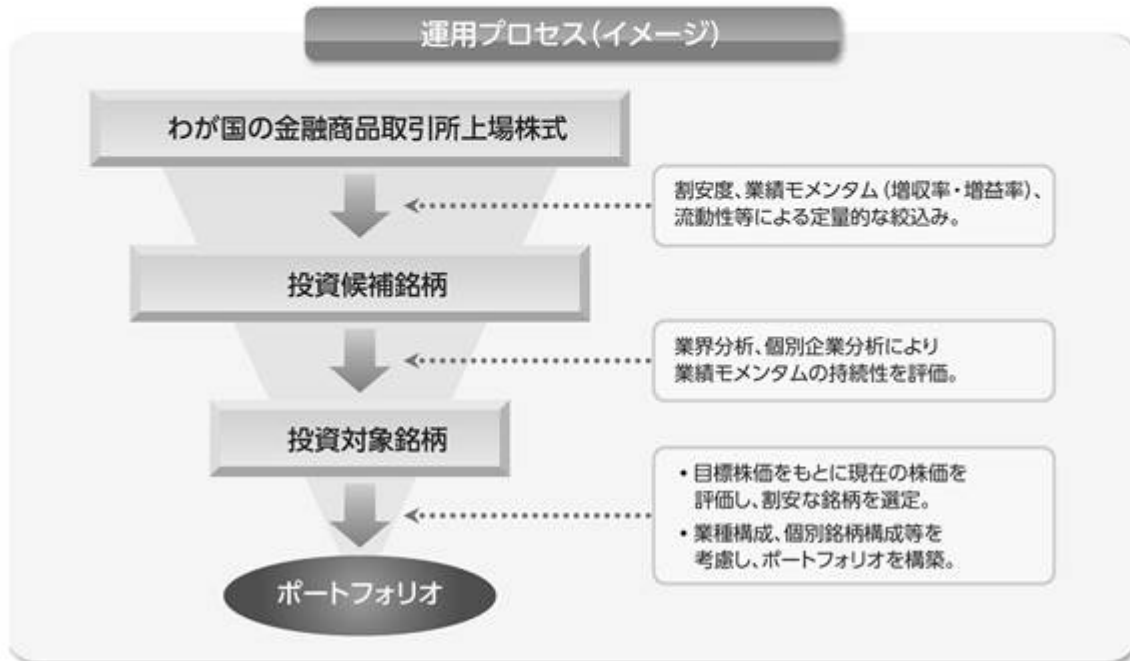 運用プロセス(イメージ)
わが国の金融商品取引所上場株式
割安度、業績モメンタム(増収率・増益率)、
流動性等による定量的な絞込み。
投資候補銘柄
業界分析、個別企業分析により
業績モメンタムの持続性を評価。
投資対象銘柄
• 目標株価をもとに現在の株価を
評価し、割安な銘柄を選定。
• 業種構成、個別銘柄構成等を
考慮し、ポートフォリオを構築。
ポートフォリオ